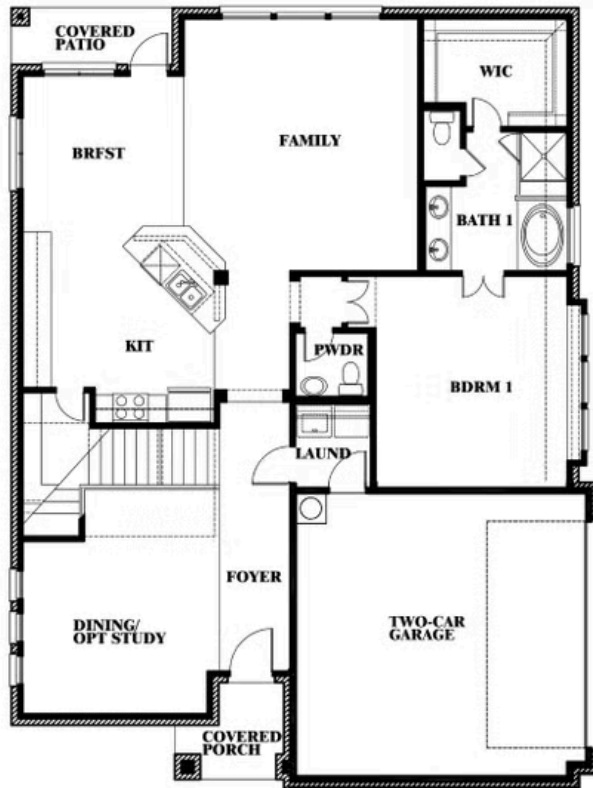 COVERED
PATIO
WIC
BRFST
FAMILY
BATH 1
KIT
PWDR
BDRM 1
LAUND
FOYER
DINING/
OPT STUDY
TWO-CAR
GARAGE
COVERED
PORCH